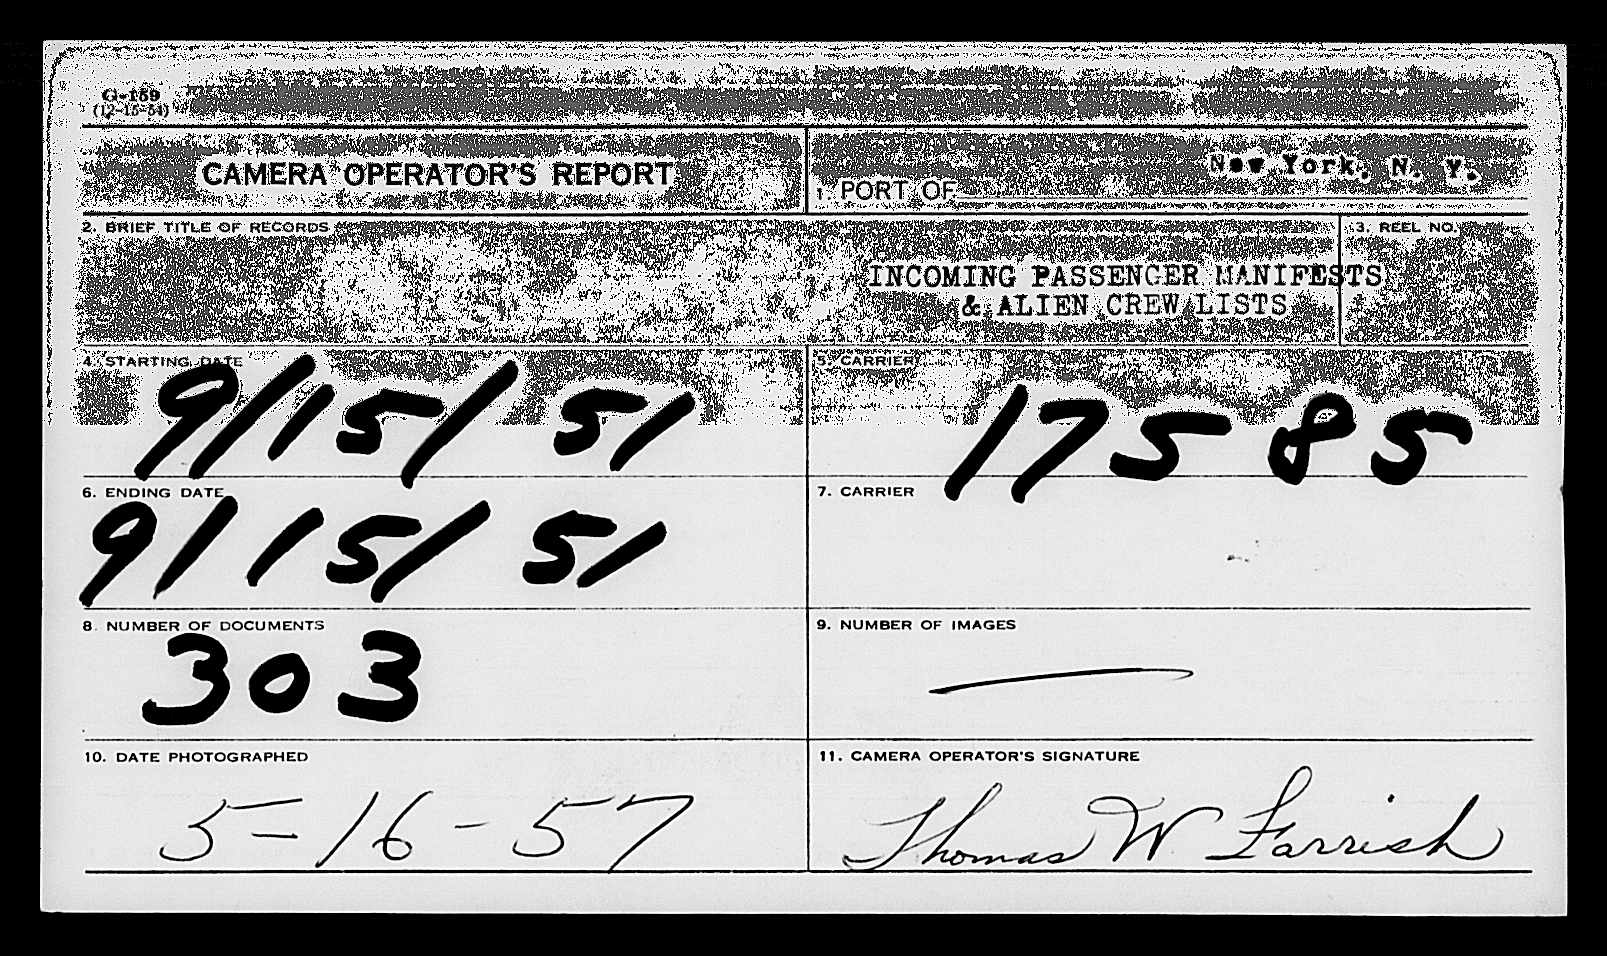 G-159
(12-15-54)
CAMERA OPERATOR'S REPORT
1. PORT OF New York, N. Y.
2. BRIEF TITLE OF RECORDS
INCOMING PASSENGER MANIFESTS
& ALIEN CREW LISTS
3. REEL NO.
4. STARTING DATE
9/15/51
5. CARRIER
17585
6. ENDING DATE
9/15/51
7. CARRIER
8. NUMBER OF DOCUMENTS
303
9. NUMBER OF IMAGES
—
10. DATE PHOTOGRAPHED
5-16-57
11. CAMERA OPERATOR'S SIGNATURE
Thomas W Farrish